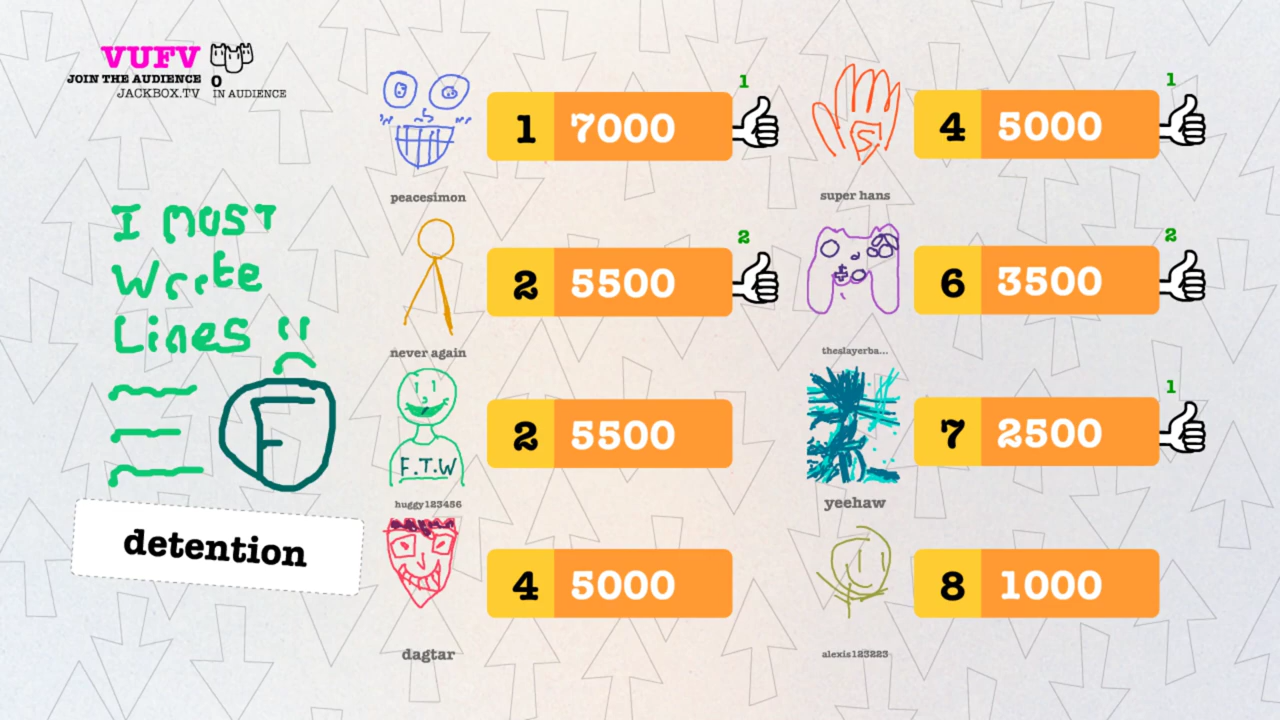 VUFV
JOIN THE AUDIENCE
JACKBOX.TV
0
IN AUDIENCE
I MOST
Write
Lines
F
detention
1 7000
1
peacesimon
2 5500
2
never again
F.T.W
2 5500
huggy123456
4 5000
dagtar
S
4 5000
1
super hans
6 3500
2
theslayerba...
7 2500
1
yeehaw
8 1000
alexis123223